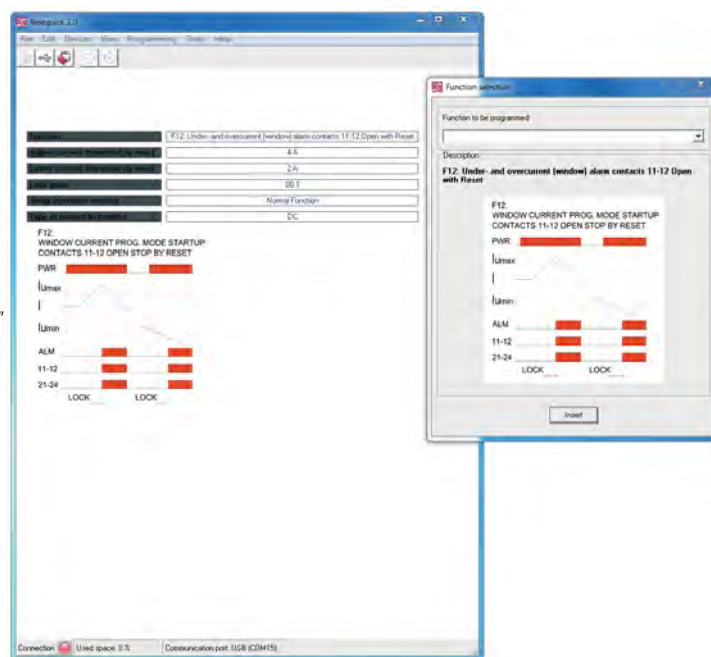 Relequick 2.0
File Edit Devices View Programming Tools Help
Function
F12: Under- and overcurrent (window) alarm contacts 11-12 Open with Reset
4 A
2 A
00.1
Normal Function
DC
F12:
WINDOW CURRENT PROG. MODE STARTUP
CONTACTS 11-12 OPEN STOP BY RESET
PWR
IUmax
I
IUmin
ALM
11-12
21-24
LOCK LOCK
Connection Used space: 0 % Communication port: USB (COM15)
Function selection
Function to be programmed
Description
F12: Under- and overcurrent (window) alarm contacts 11-12 Open
with Reset
F12:
WINDOW CURRENT PROG. MODE STARTUP
CONTACTS 11-12 OPEN STOP BY RESET
PWR
IUmax
I
IUmin
ALM
11-12
21-24
LOCK LOCK
Insert